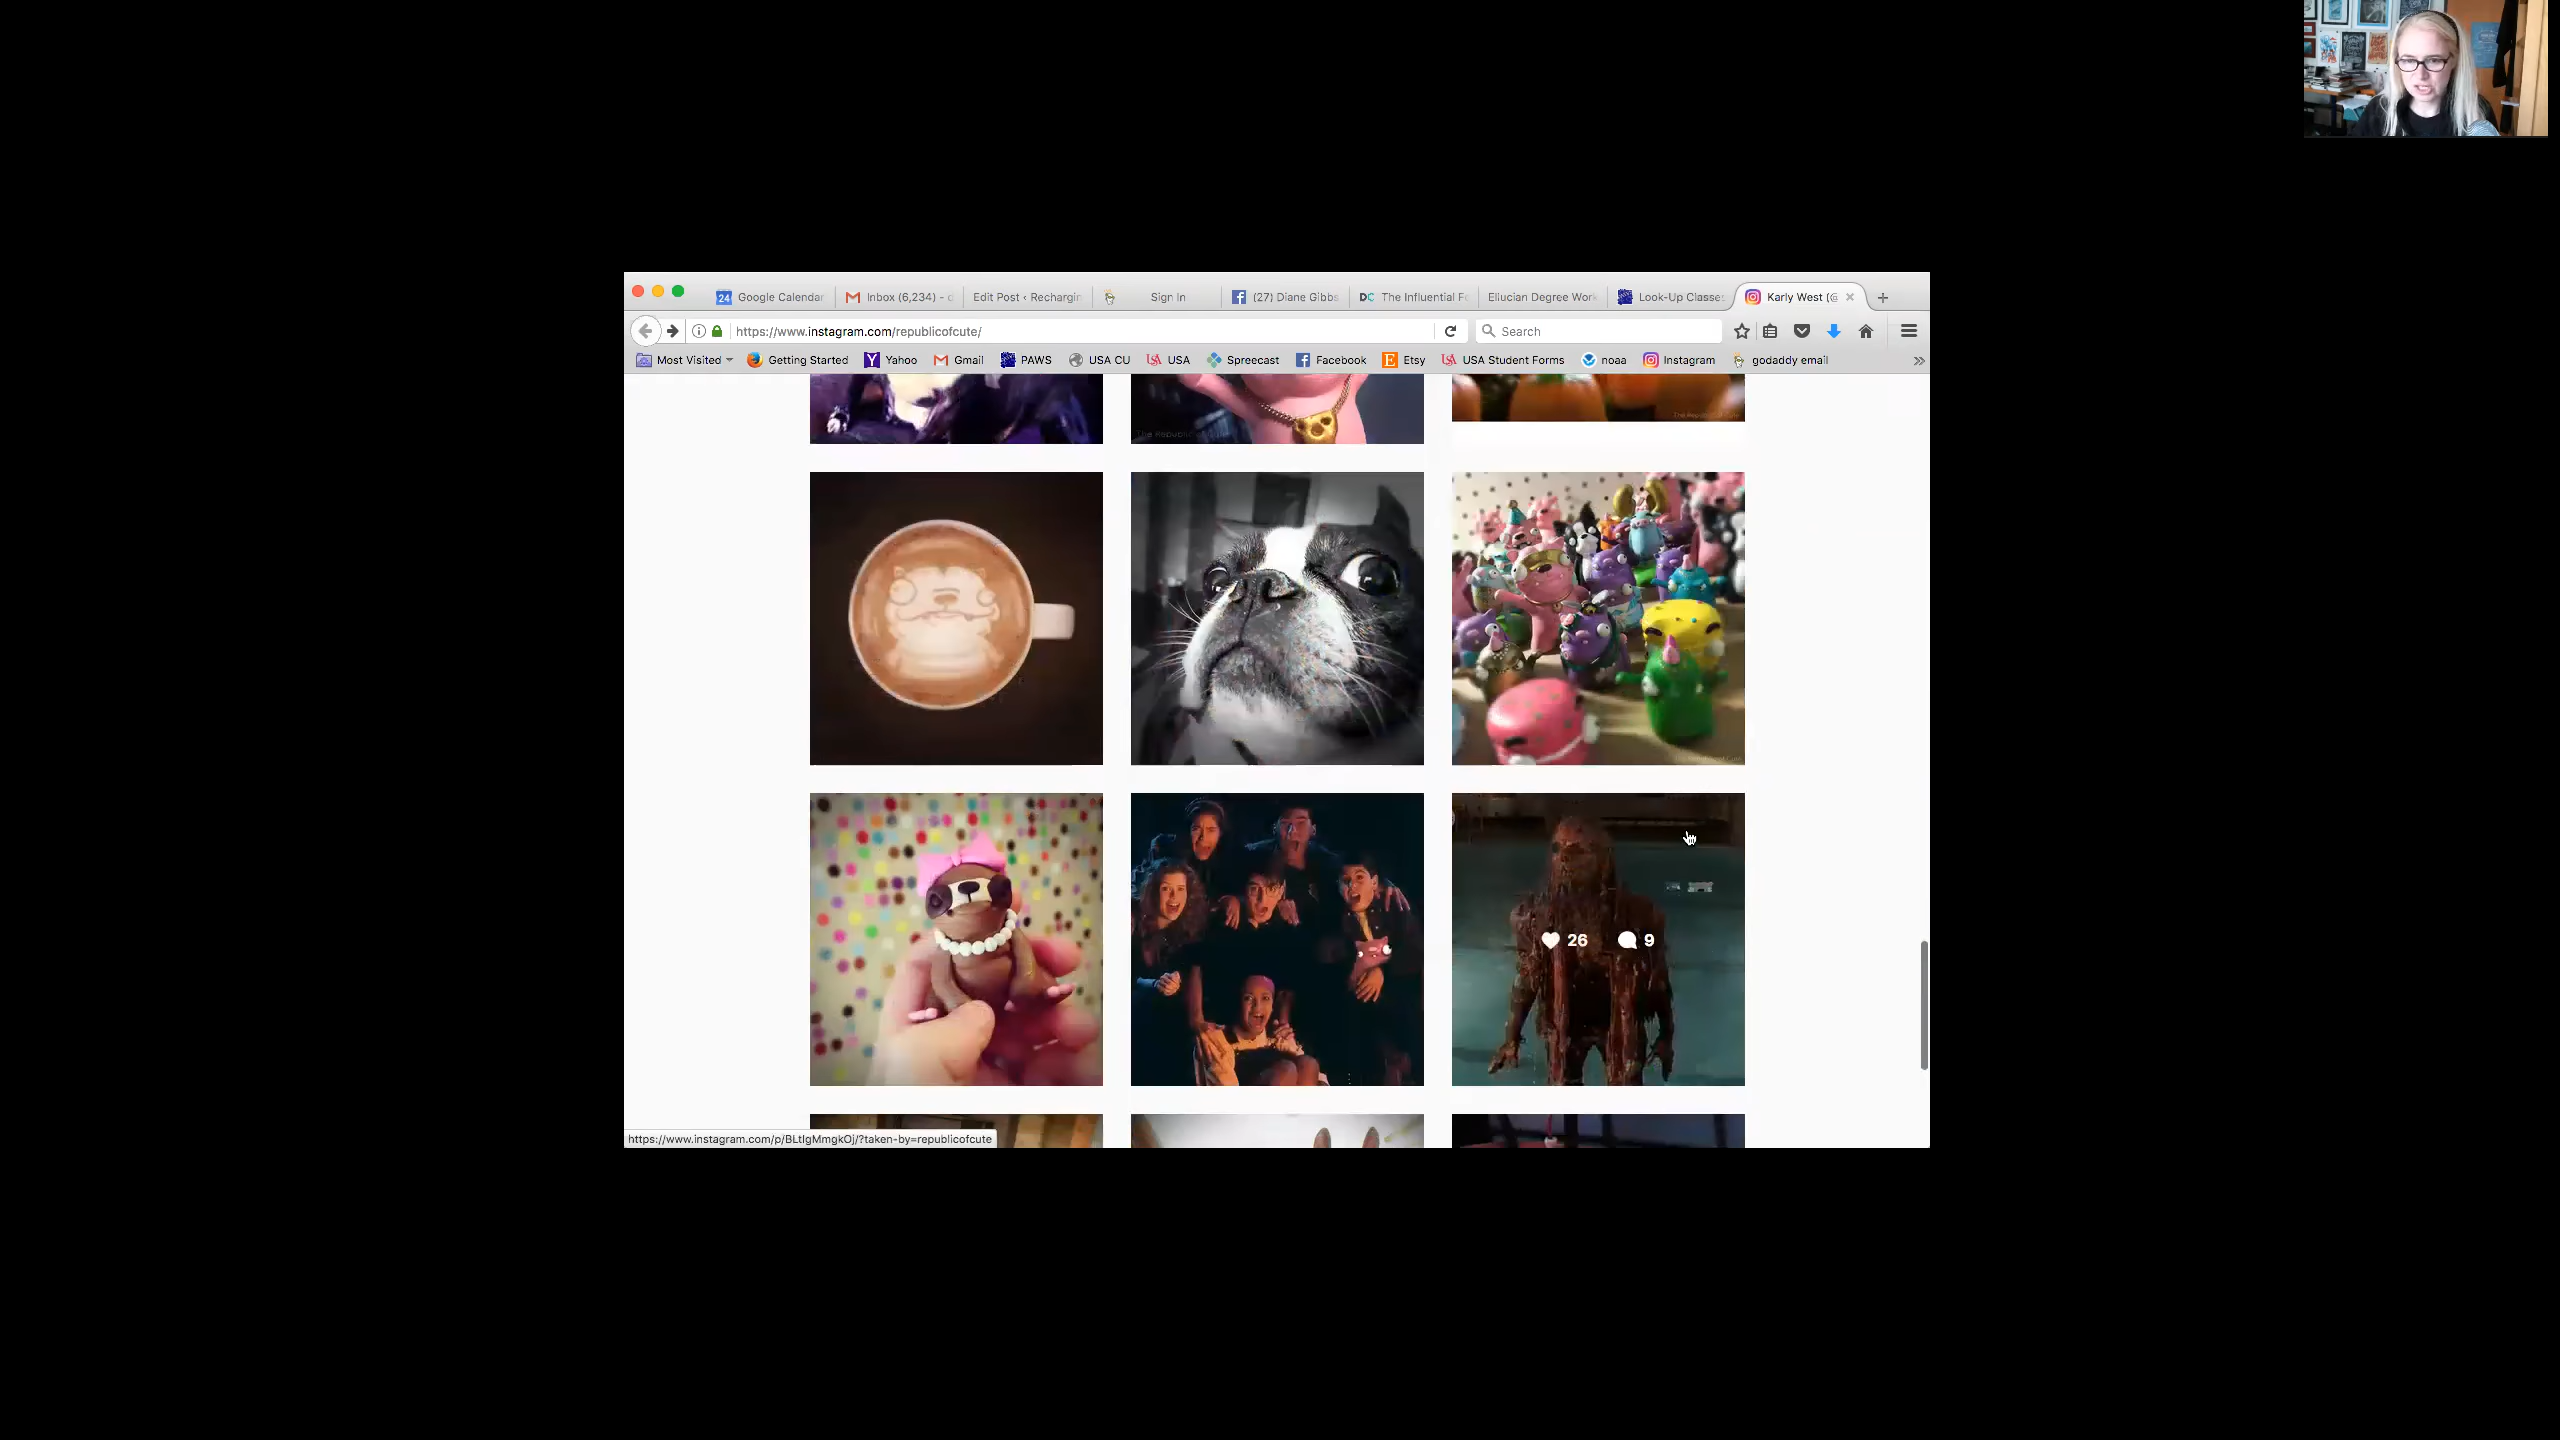 24 Google Calendar
Inbox (6,234) - d
Edit Post ‹ Rechargin
Sign In
(27) Diane Gibbs
DC The Influential Fo
Ellucian Degree Work
Look-Up Classes
Karly West (@
https://www.instagram.com/republicofcute/
Search
Most Visited
Getting Started
Yahoo
Gmail
PAWS
USA CU
USA
Spreecast
Facebook
Etsy
USA Student Forms
noaa
Instagram
godaddy email
26
9
https://www.instagram.com/p/BLtIgMmgkOj/?taken-by=republicofcute